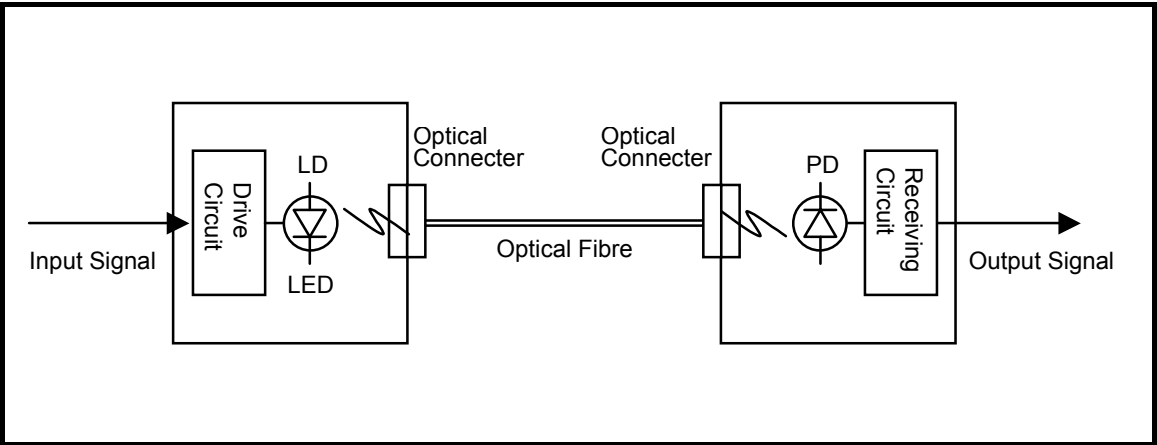 Input Signal
Drive
Circuit
LD
LED
Optical
Connecter
Optical Fibre
Optical
Connecter
PD
Receiving
Circuit
Output Signal